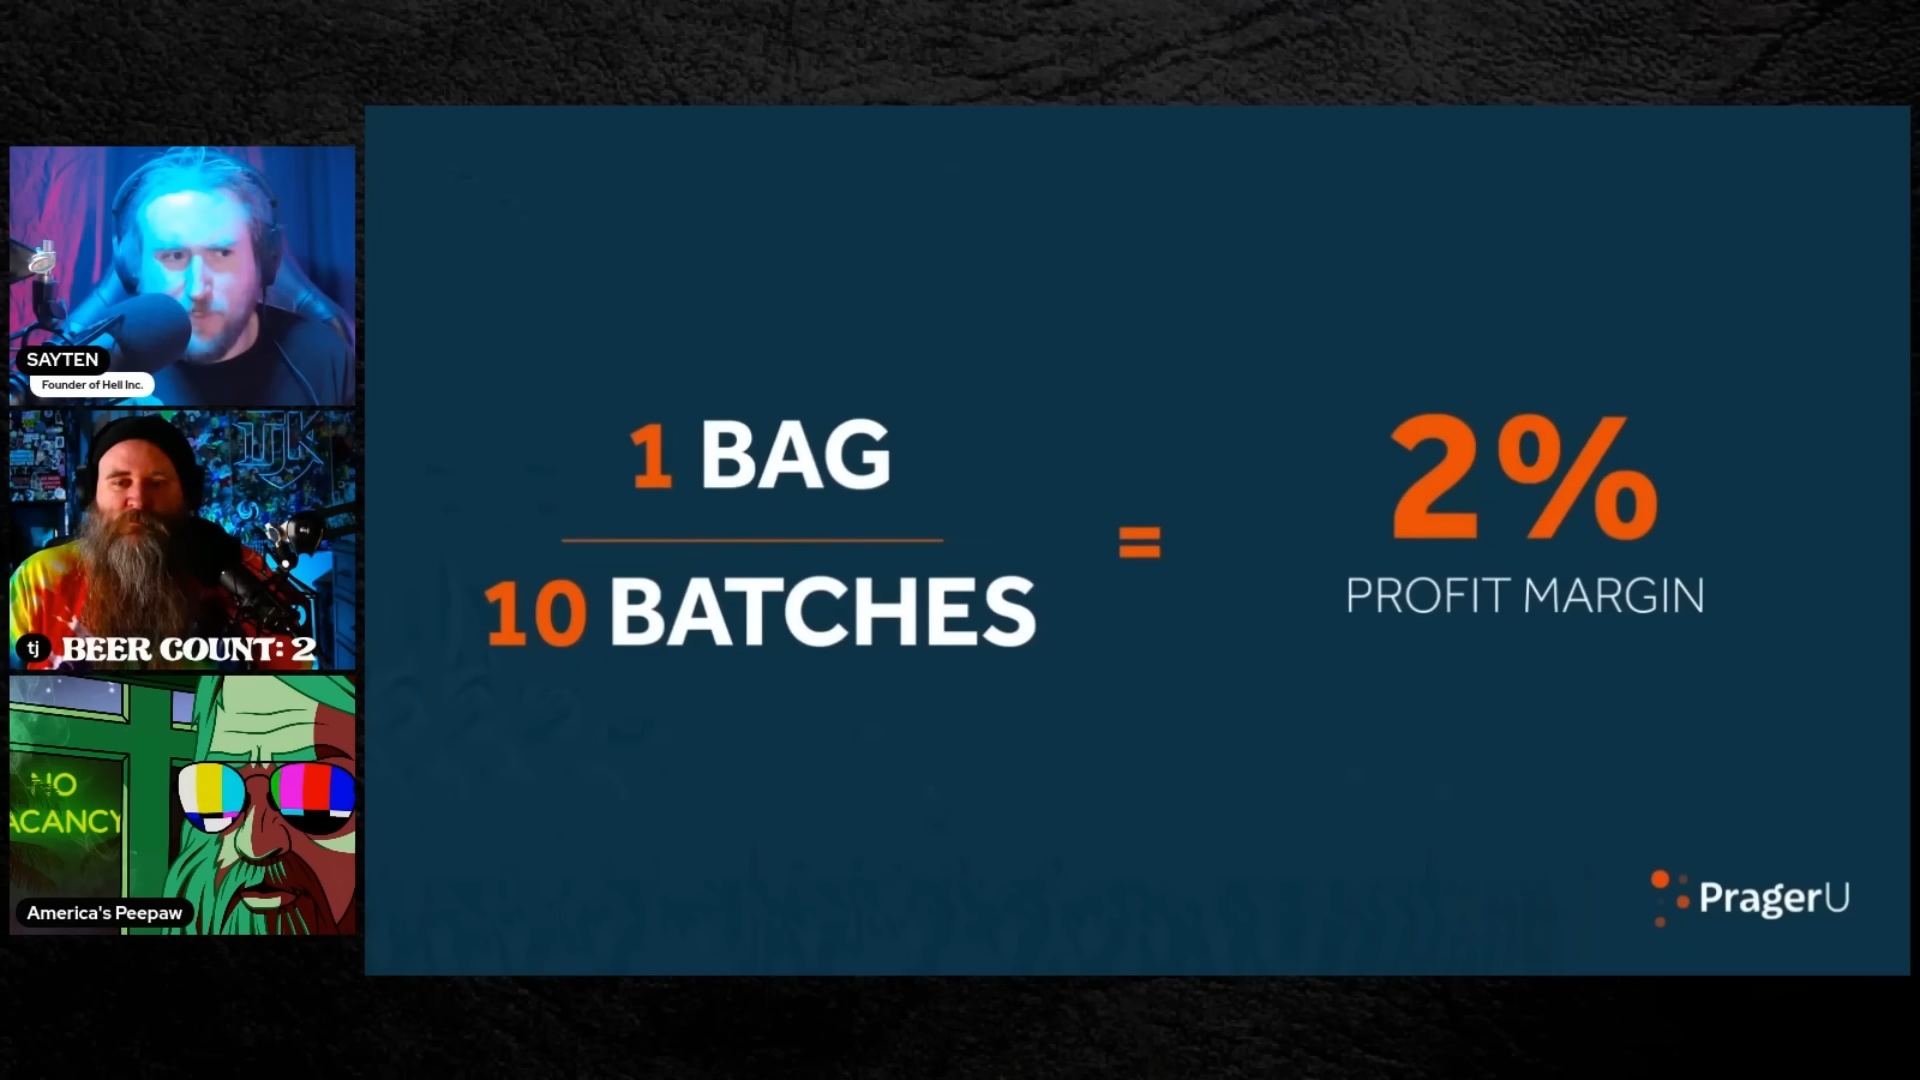 SAYTEN
Founder of Hell Inc.
tj
BEER COUNT: 2
NO
ACANCY
America's Peepaw
1 BAG
10 BATCHES
=
2%
PROFIT MARGIN
PragerU